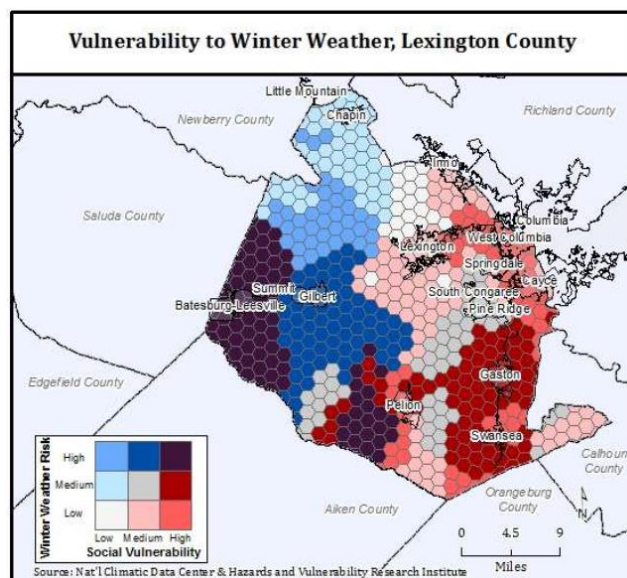 Vulnerability to Winter Weather, Lexington County
Little Mountain
Newberry County
Chapin
Richland County
Irmo
Saluda County
Columbia
Lexington
West Columbia
Springdale
Summit
Gilbert
South Congaree
Cayce
Batesburg-Leesville
Pine Ridge
Edgefield County
Gaston
Pelion
Swansea
Calhoun
County
Aiken County
Orangeburg
County
N
Winter Weather Risk
High
Medium
Low
Low Medium High
Social Vulnerability
0 4.5 9
Miles
Source: Nat'l Climatic Data Center & Hazards and Vulnerability Research Institute